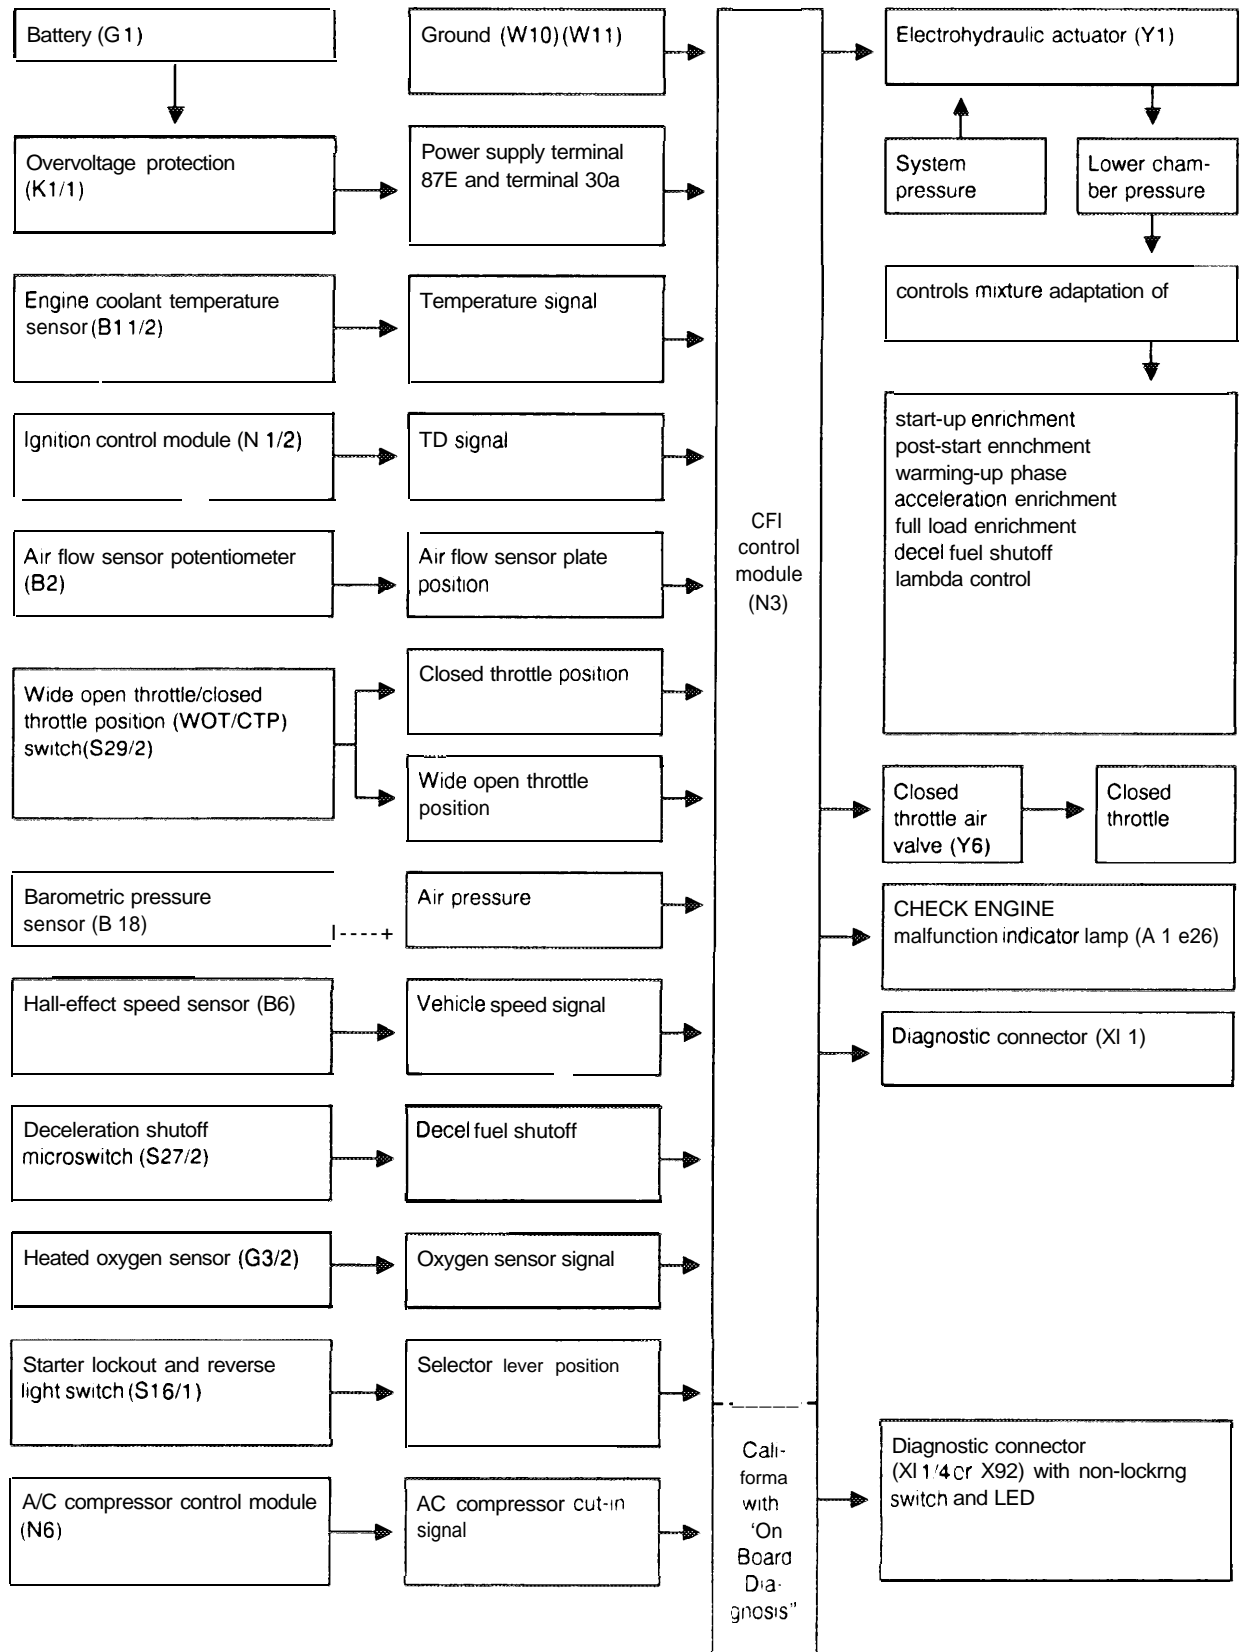 Battery (G1)
Ground (W10)(W11)
Electrohydraulic actuator (Y1)
Overvoltage protection
(K1/1)
Power supply terminal
87E and terminal 30a
System
pressure
Lower cham-
ber pressure
Engine coolant temperature
sensor (B11/2)
Temperature signal
controls mixture adaptation of
Ignition control module (N 1/2)
TD signal
start-up enrichment
post-start ennchment
warming-up phase
acceleration enrichment
full load enrichment
decel fuel shutoff
lambda control
CFI
control
module
(N3)
Air flow sensor potentiometer
(B2)
Air flow sensor plate
position
Wide open throttle/closed
throttle position (WOT/CTP)
switch(S29/2)
Closed throttle position
Wide open throttle
position
Closed
throttle air
valve (Y6)
Closed
throttle
Barometric pressure
sensor (B 18)
I----+
Air pressure
CHECK ENGINE
malfunction indicator lamp (A 1 e26)
Hall-effect speed sensor (B6)
Vehicle speed signal
Diagnostic connector (XI 1)
Deceleration shutoff
microswitch (S27/2)
Decel fuel shutoff
Heated oxygen sensor (G3/2)
Oxygen sensor signal
Starter lockout and reverse
light switch (S16/1)
Selector lever position
Cali-
forma
with
'On
Board
Dia-
gnosis"
Diagnostic connector
(XI 1/4 or X92) with non-lockrng
switch and LED
A/C compressor control module
(N6)
AC compressor cut-in
signal